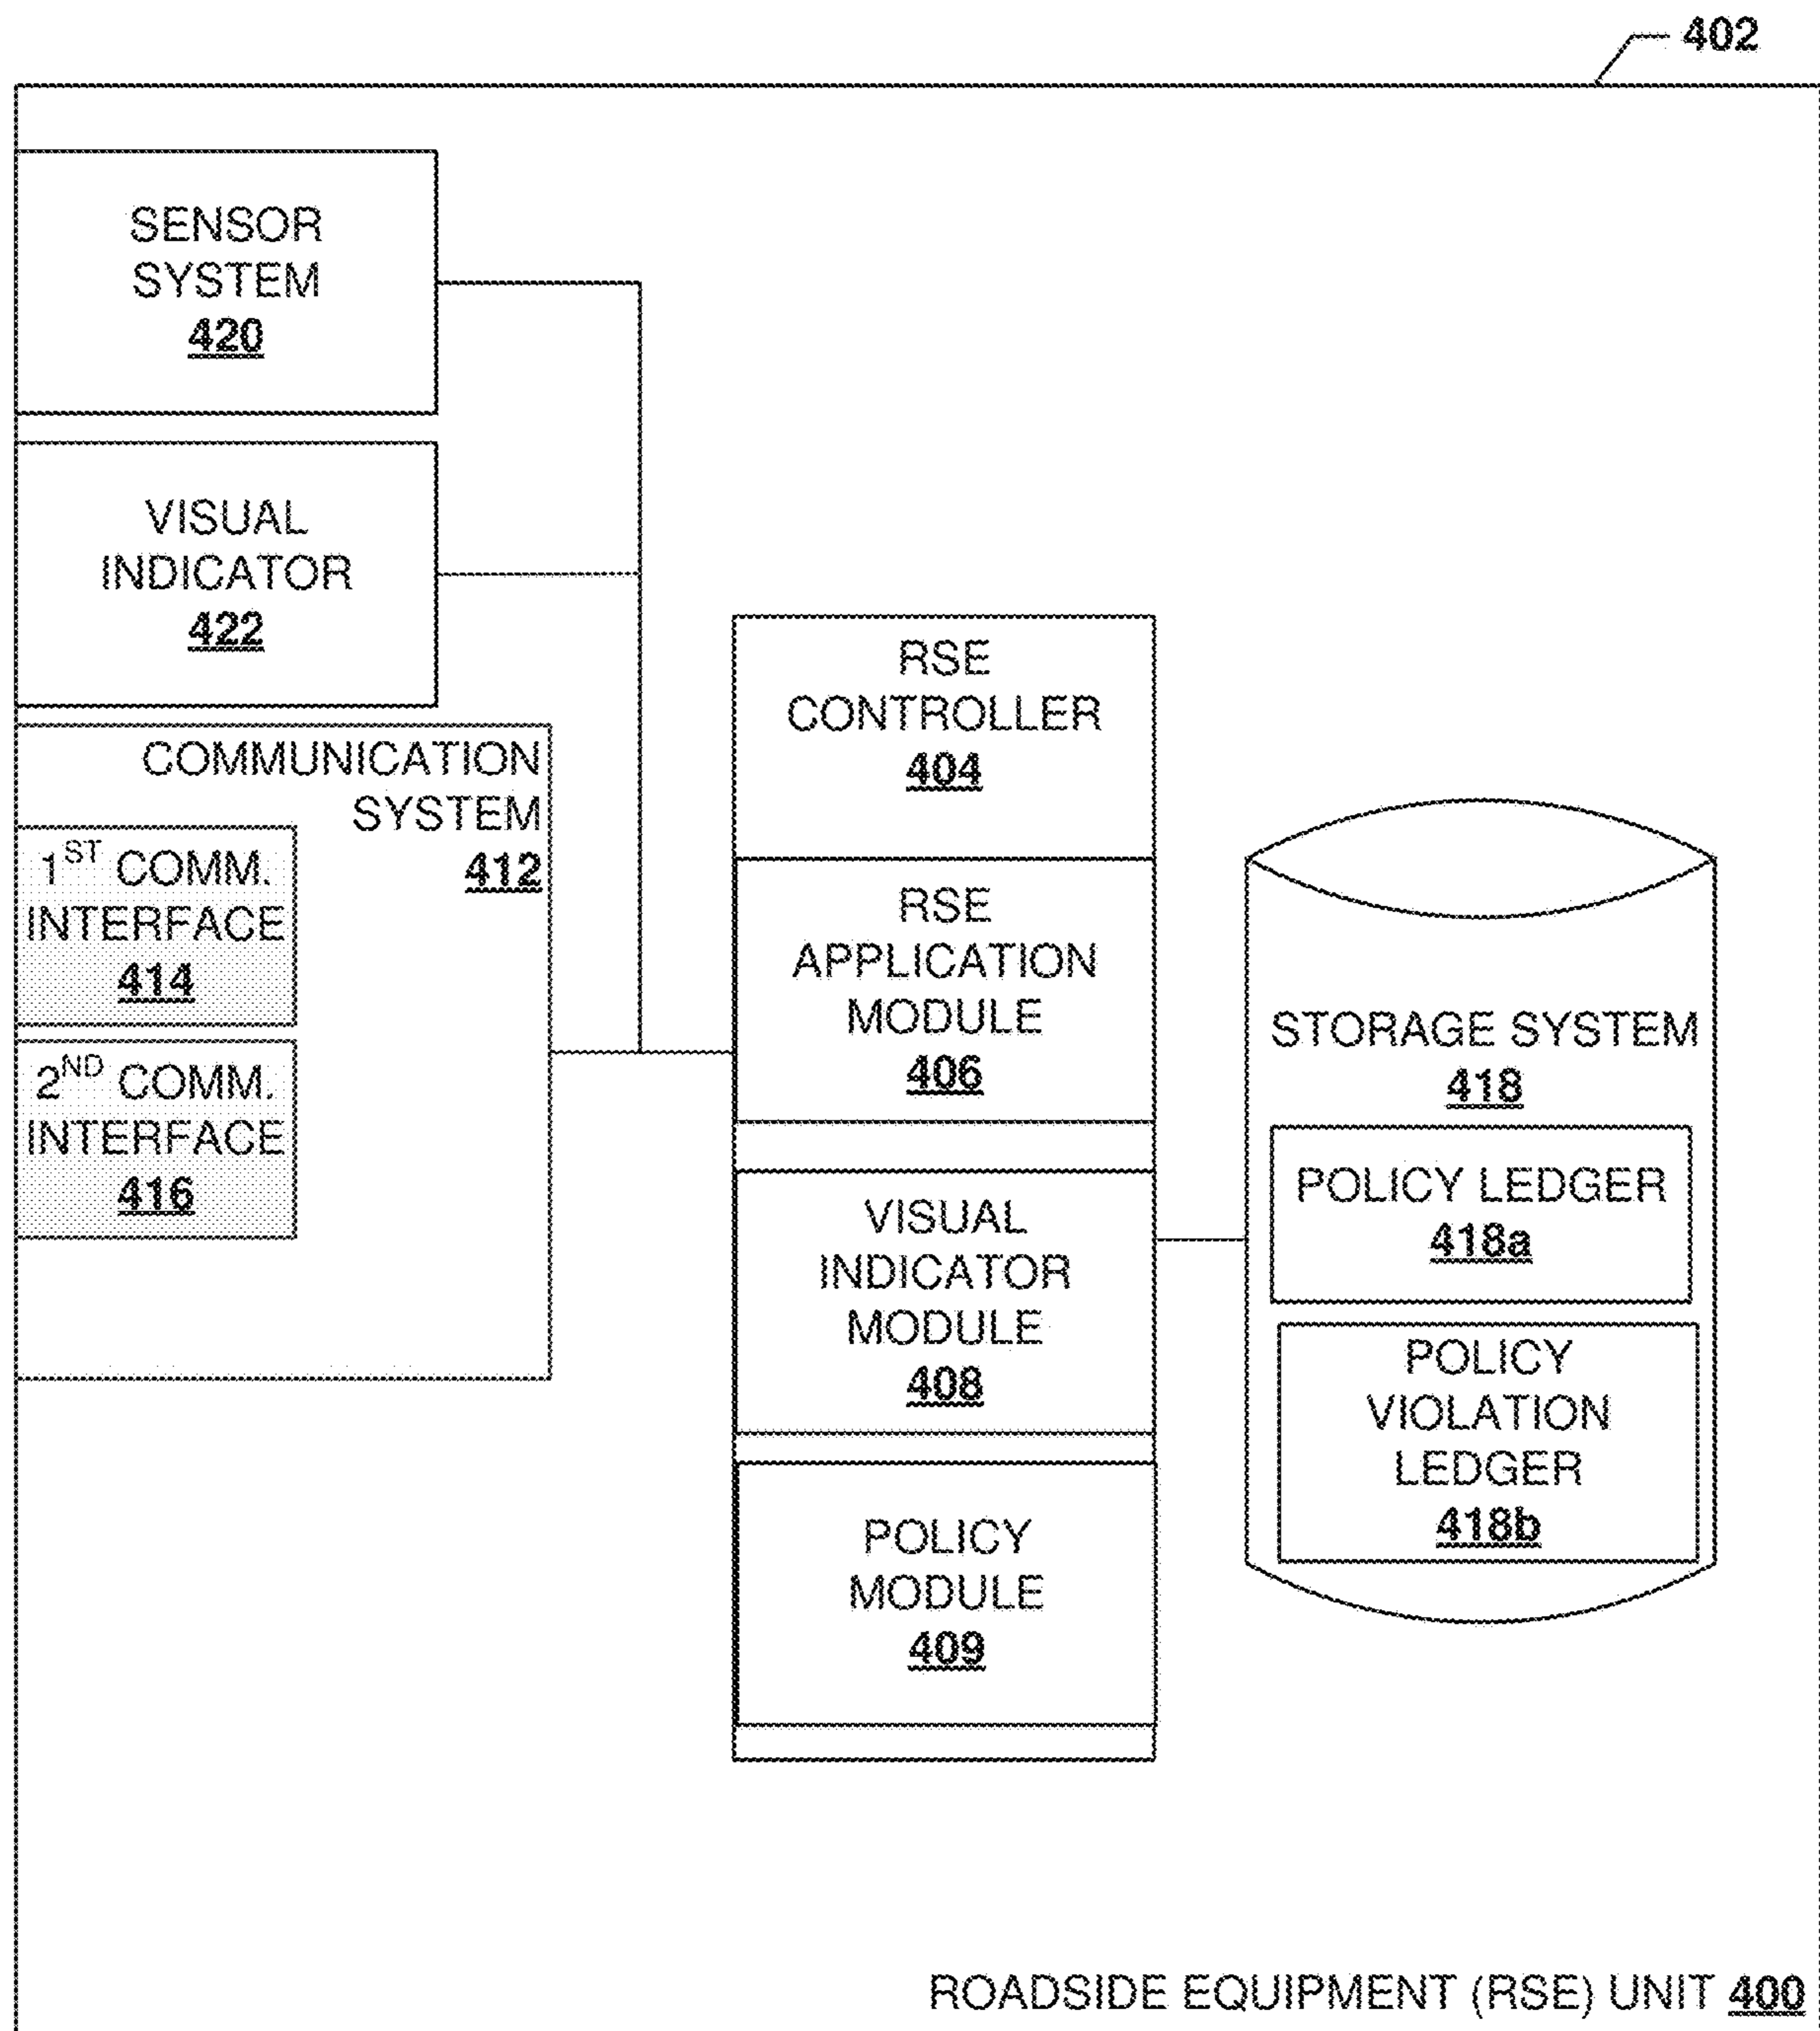 402
SENSOR
SYSTEM
420
VISUAL
INDICATOR
422
COMMUNICATION
SYSTEM
412
1ST COMM.
INTERFACE
414
2ND COMM.
INTERFACE
416
RSE
CONTROLLER
404
RSE
APPLICATION
MODULE
406
VISUAL
INDICATOR
MODULE
408
POLICY
MODULE
409
STORAGE SYSTEM
418
POLICY LEDGER
418a
POLICY
VIOLATION
LEDGER
418b
ROADSIDE EQUIPMENT (RSE) UNIT 400